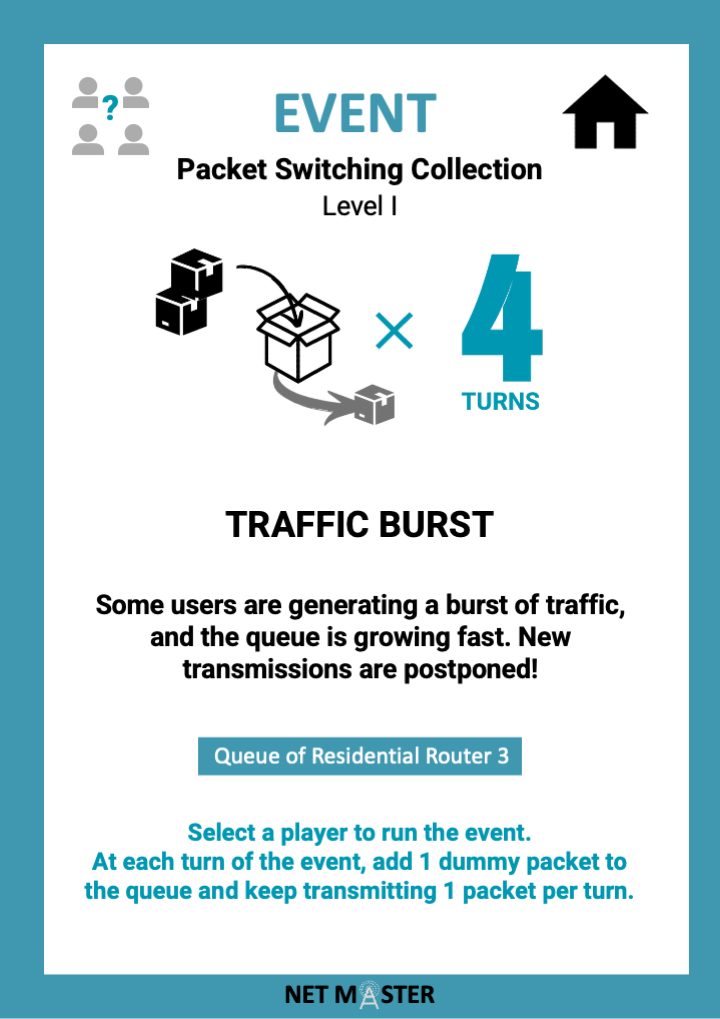 ?
EVENT
Packet Switching Collection
Level I
× 4
TURNS
TRAFFIC BURST
Some users are generating a burst of traffic,
and the queue is growing fast. New
transmissions are postponed!
Queue of Residential Router 3
Select a player to run the event.
At each turn of the event, add 1 dummy packet to
the queue and keep transmitting 1 packet per turn.
NET MASTER